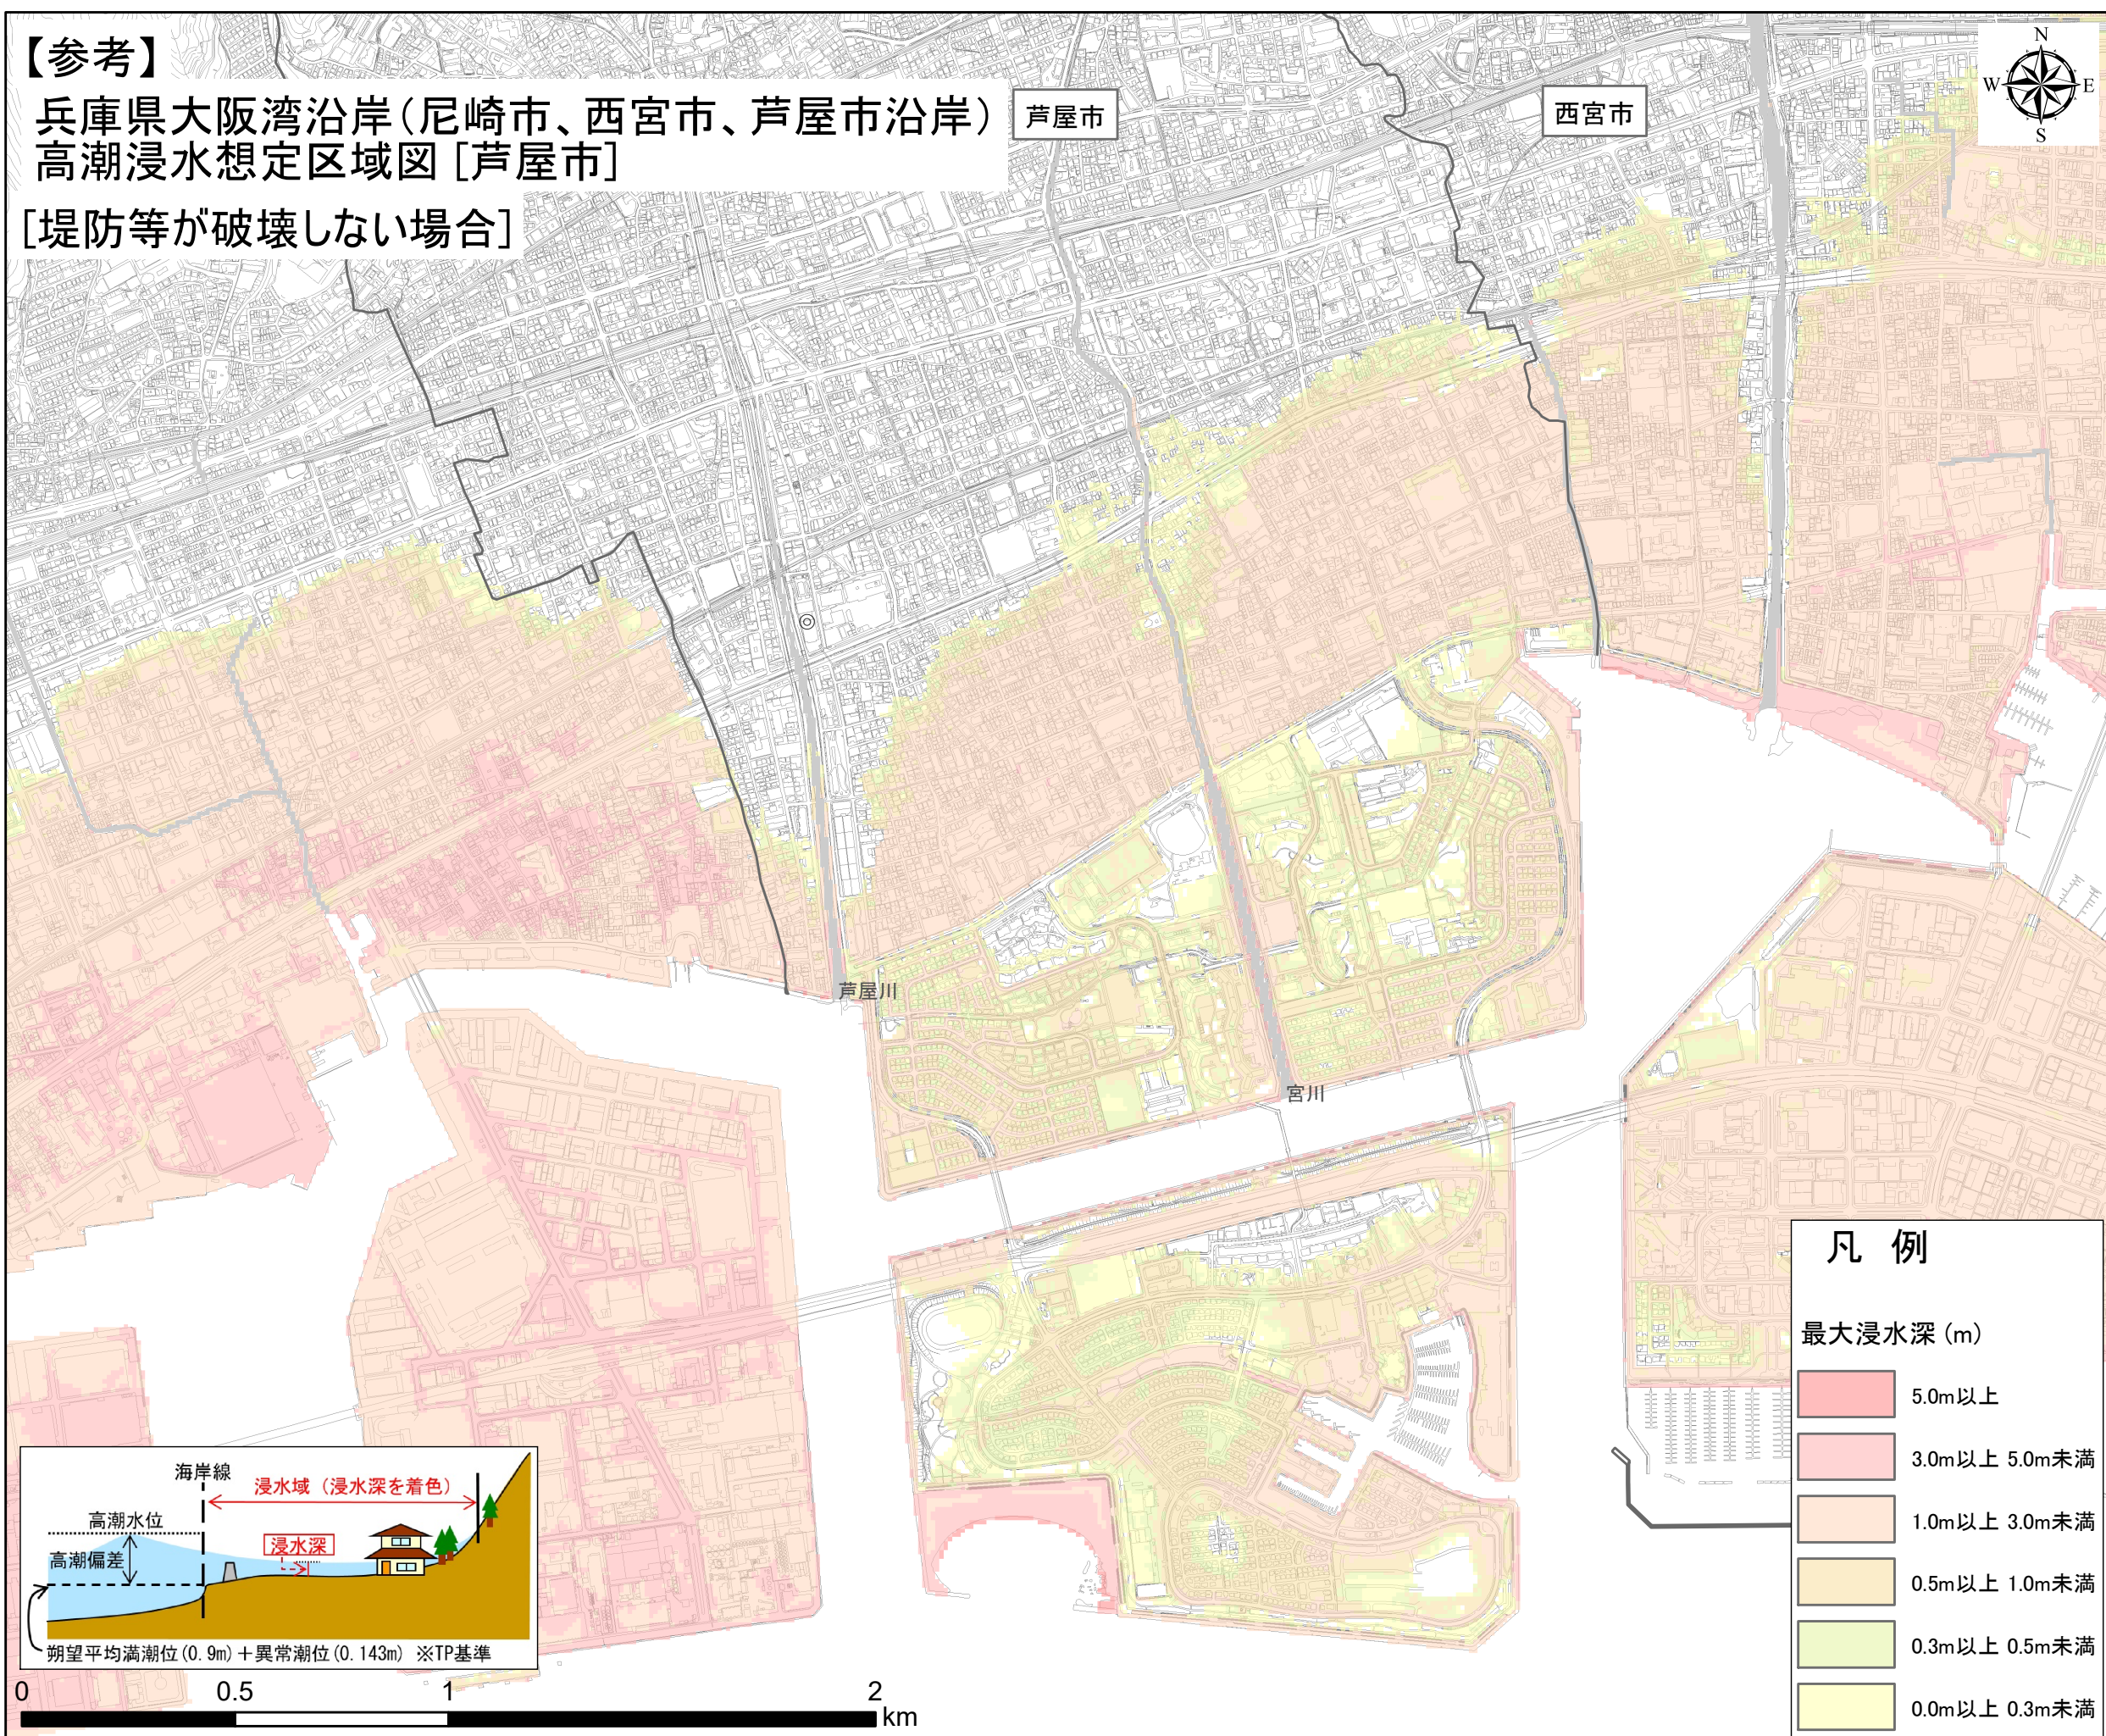 【参考】
兵庫県大阪湾沿岸（尼崎市、西宮市、芦屋市沿岸）
高潮浸水想定区域図 [芦屋市]
[堤防等が破壊しない場合]
芦屋市
西宮市
N
W
E
S
芦屋川
宮川
凡 例
最大浸水深（m）
5.0m以上
3.0m以上 5.0m未満
1.0m以上 3.0m未満
0.5m以上 1.0m未満
0.3m以上 0.5m未満
0.0m以上 0.3m未満
海岸線
浸水域（浸水深を着色）
高潮水位
高潮偏差
浸水深
朔望平均満潮位(0.9m)＋異常潮位(0.143m) ※TP基準
0 0.5 1 2
km